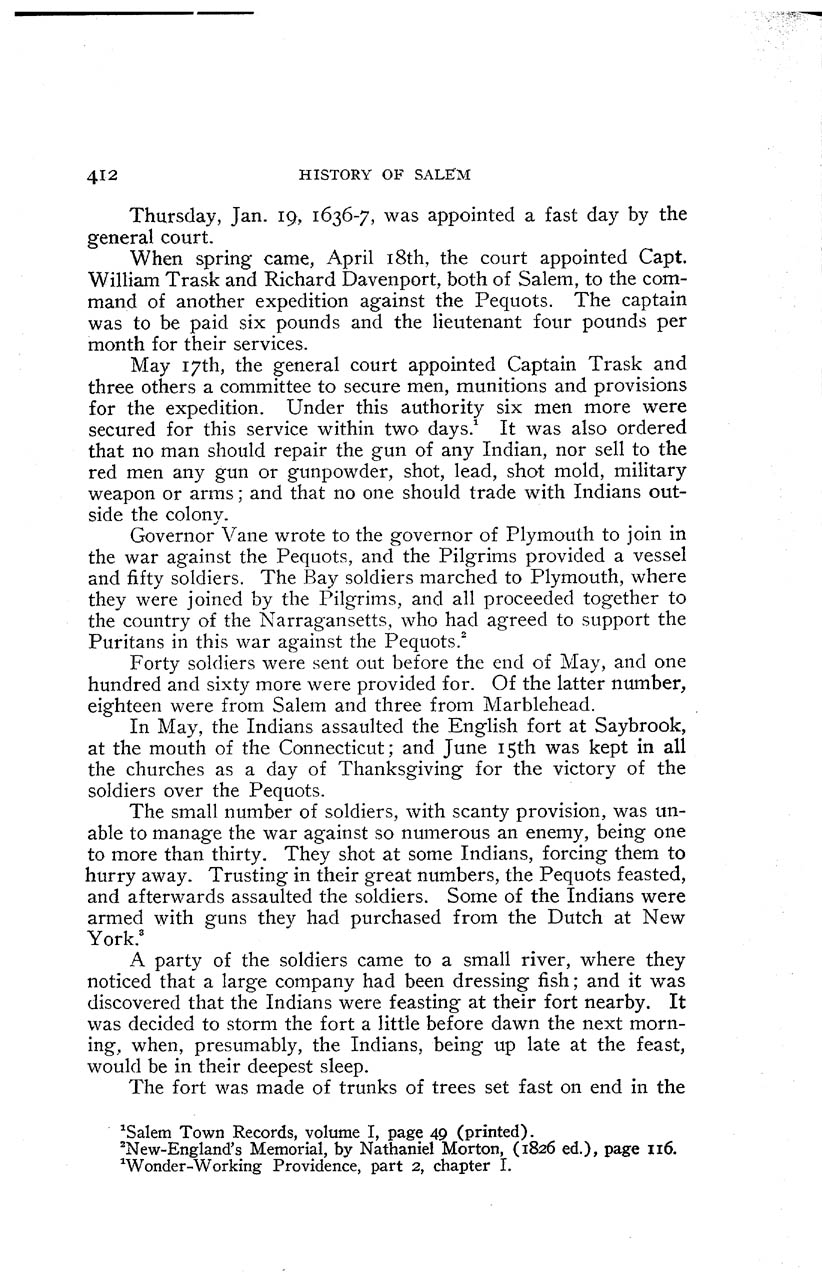 412 HISTORY OF SALEM
Thursday, Jan. 19, 1636-7, was appointed a fast day by the
general court.
When spring came, April 18th, the court appointed Capt.
William Trask and Richard Davenport, both of Salem, to the com-
mand of another expedition against the Pequots. The captain
was to be paid six pounds and the lieutenant four pounds per
month for their services.
May 17th, the general court appointed Captain Trask and
three others a committee to secure men, munitions and provisions
for the expedition. Under this authority six men more were
secured for this service within two days.¹ It was also ordered
that no man should repair the gun of any Indian, nor sell to the
red men any gun or gunpowder, shot, lead, shot mold, military
weapon or arms; and that no one should trade with Indians out-
side the colony.
Governor Vane wrote to the governor of Plymouth to join in
the war against the Pequots, and the Pilgrims provided a vessel
and fifty soldiers. The Bay soldiers marched to Plymouth, where
they were joined by the Pilgrims, and all proceeded together to
the country of the Narragansetts, who had agreed to support the
Puritans in this war against the Pequots.²
Forty soldiers were sent out before the end of May, and one
hundred and sixty more were provided for. Of the latter number,
eighteen were from Salem and three from Marblehead.
In May, the Indians assaulted the English fort at Saybrook,
at the mouth of the Connecticut; and June 15th was kept in all
the churches as a day of Thanksgiving for the victory of the
soldiers over the Pequots.
The small number of soldiers, with scanty provision, was un-
able to manage the war against so numerous an enemy, being one
to more than thirty. They shot at some Indians, forcing them to
hurry away. Trusting in their great numbers, the Pequots feasted,
and afterwards assaulted the soldiers. Some of the Indians were
armed with guns they had purchased from the Dutch at New
York.³
A party of the soldiers came to a small river, where they
noticed that a large company had been dressing fish; and it was
discovered that the Indians were feasting at their fort nearby. It
was decided to storm the fort a little before dawn the next morn-
ing, when, presumably, the Indians, being up late at the feast,
would be in their deepest sleep.
The fort was made of trunks of trees set fast on end in the
¹Salem Town Records, volume I, page 49 (printed).
²New-England's Memorial, by Nathaniel Morton, (1826 ed.), page 116.
¹Wonder-Working Providence, part 2, chapter I.